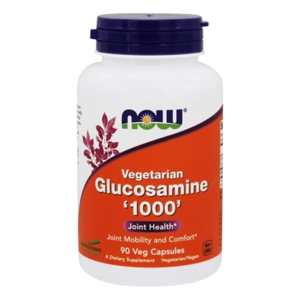 NOW
Vegetarian
Glucosamine
'1000'
Joint Health*
Joint Mobility and Comfort*
90 Veg Capsules
A Dietary Supplement Vegetarian/Vegan